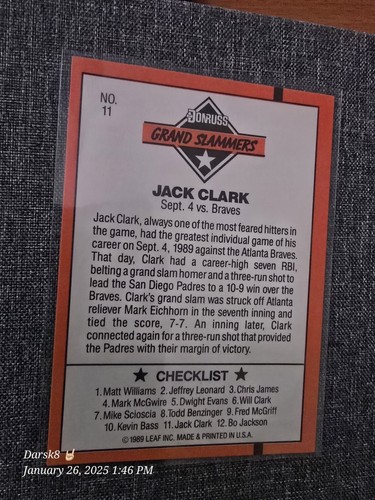 NO.
11
DONRUSS
GRAND SLAMMERS
JACK CLARK
Sept. 4 vs. Braves
Jack Clark, always one of the most feared hitters in
the game, had the greatest individual game of his
career on Sept. 4, 1989 against the Atlanta Braves.
That day, Clark had a career-high seven RBI,
belting a grand slam homer and a three-run shot to
lead the San Diego Padres to a 10-9 win over the
Braves. Clark's grand slam was struck off Atlanta
reliever Mark Eichhorn in the seventh inning and
tied the score, 7-7. An inning later, Clark
connected again for a three-run shot that provided
the Padres with their margin of victory.
★ CHECKLIST ★
1. Matt Williams 2. Jeffrey Leonard 3. Chris James
4. Mark McGwire 5. Dwight Evans 6. Will Clark
7. Mike Scioscia 8. Todd Benzinger 9. Fred McGriff
10. Kevin Bass 11. Jack Clark 12. Bo Jackson
© 1989 LEAF INC. MADE & PRINTED IN U.S.A.
Darsk8 🤘
January 26, 2025 1:46 PM